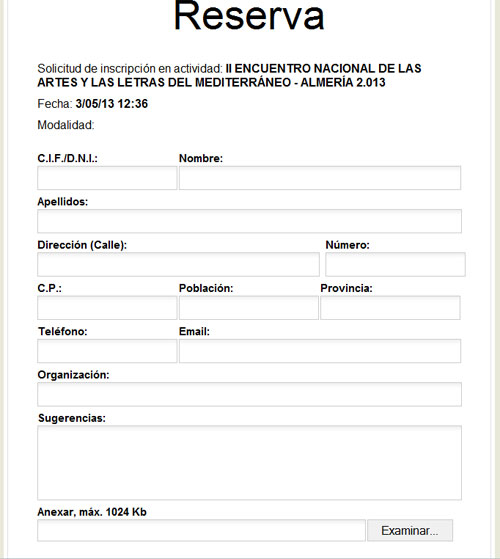 Reserva
Solicitud de inscripción en actividad: II ENCUENTRO NACIONAL DE LAS
ARTES Y LAS LETRAS DEL MEDITERRÁNEO - ALMERÍA 2.013
Fecha: 3/05/13 12:36
Modalidad:
C.I.F./D.N.I.: Nombre:
Apellidos:
Dirección (Calle): Número:
C.P.: Población: Provincia:
Teléfono: Email:
Organización:
Sugerencias:
Anexar, máx. 1024 Kb
Examinar...